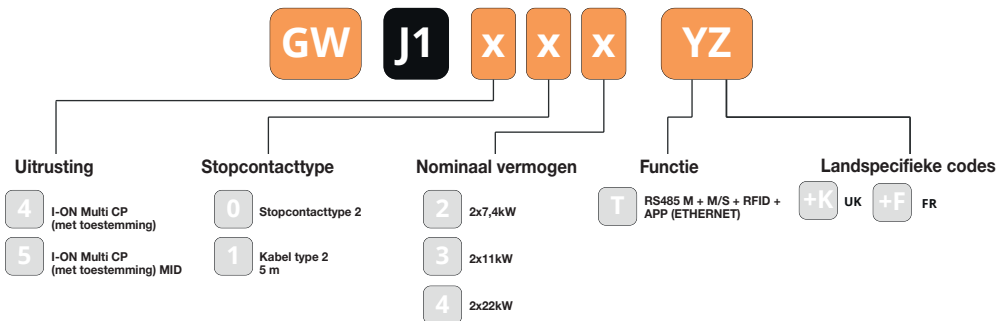 GW J1 x x x YZ
Uitrusting
4 I-ON Multi CP
(met toestemming)
5 I-ON Multi CP
(met toestemming) MID
Stopcontacttype
0 Stopcontacttype 2
1 Kabel type 2
5 m
Nominaal vermogen
2 2x7,4kW
3 2x11kW
4 2x22kW
Functie
T RS485 M + M/S + RFID +
APP (ETHERNET)
Landspecifieke codes
+K UK +F FR